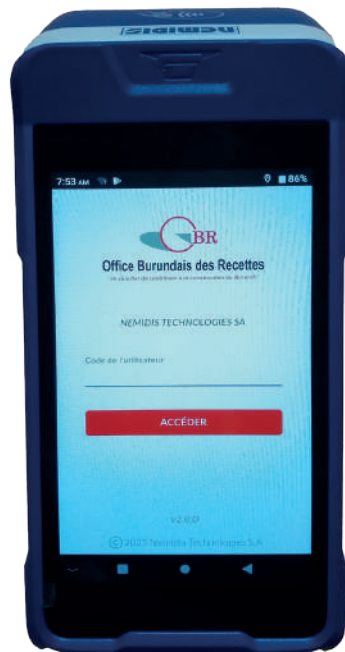 nemidis
7:53 AM
86%
OBR
Office Burundais des Recettes
NEMIDIS TECHNOLOGIES SA
Code de l'utilisateur
ACCÉDER
V2.0.0
© 2025 Nemidis Technologies S.A